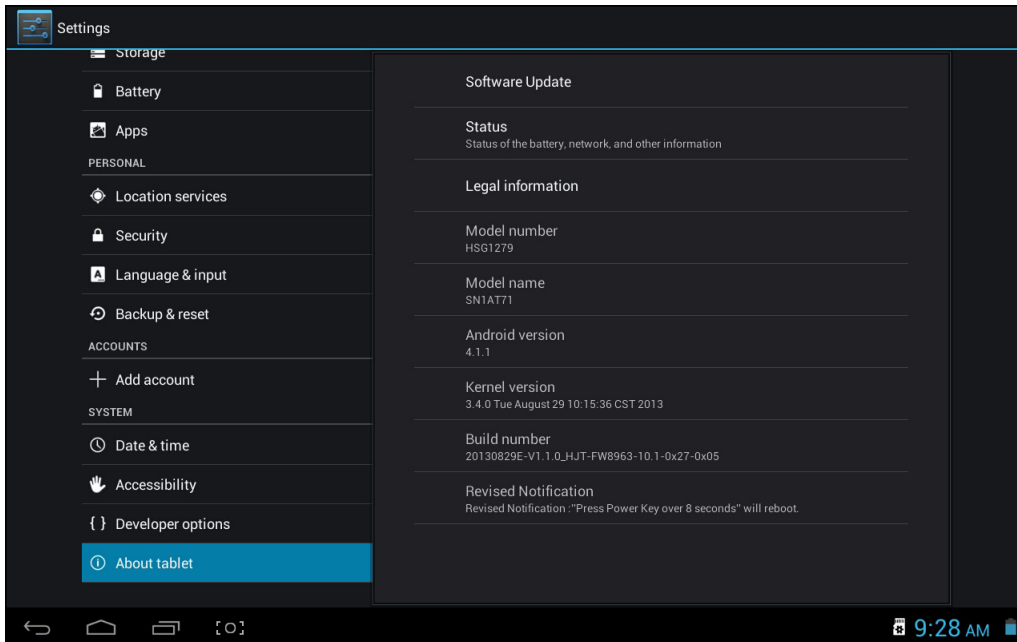 Settings
Storage
Battery
Apps
PERSONAL
Location services
Security
Language & input
Backup & reset
ACCOUNTS
Add account
SYSTEM
Date & time
Accessibility
Developer options
About tablet
Software Update
Status
Status of the battery, network, and other information
Legal information
Model number
HSG1279
Model name
SN1AT71
Android version
4.1.1
Kernel version
3.4.0 Tue August 29 10:15:36 CST 2013
Build number
20130829E-V1.1.0_HJT-FW8963-10.1-0x27-0x05
Revised Notification
Revised Notification :"Press Power Key over 8 seconds" will reboot.
9:28 AM